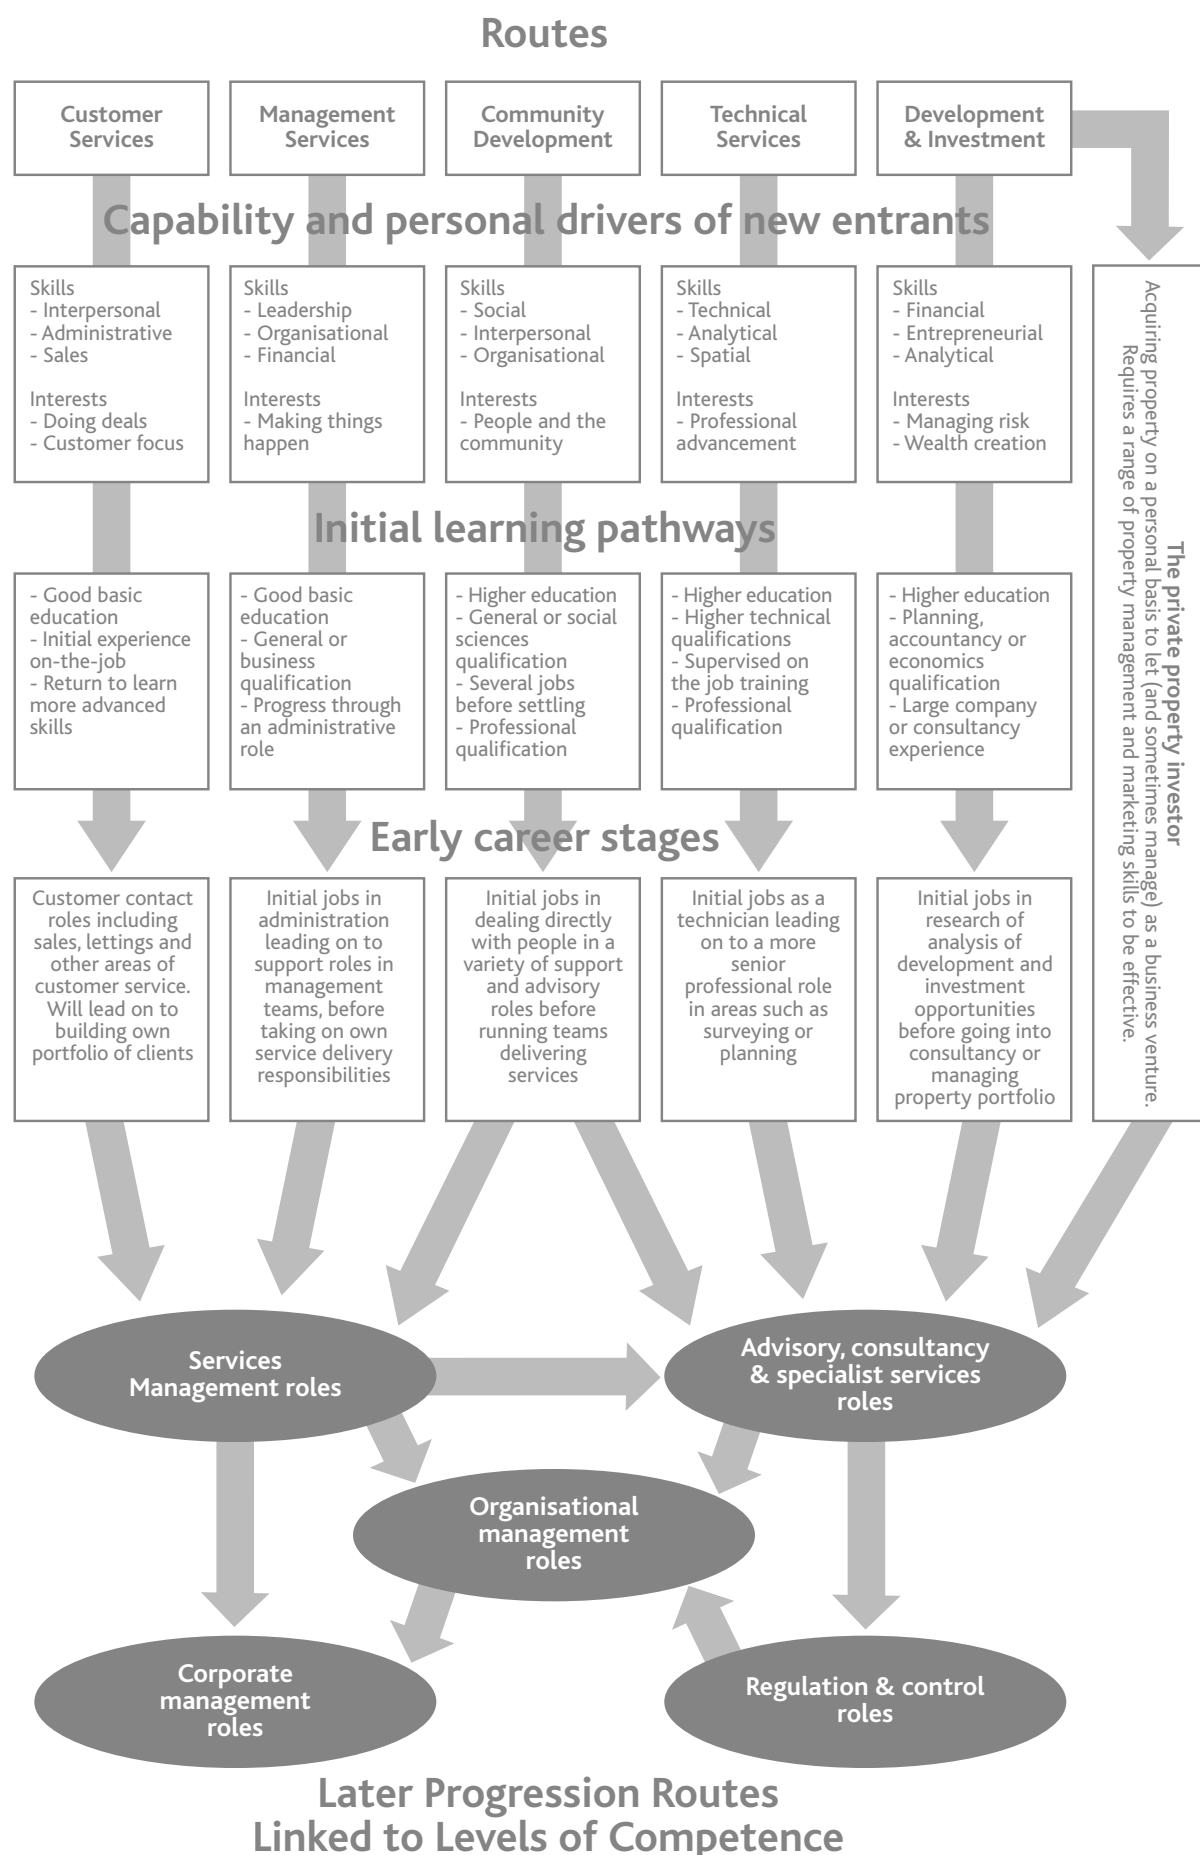 Routes
Customer
Services
Management
Services
Community
Development
Technical
Services
Development
& Investment
Capability and personal drivers of new entrants
Skills
- Interpersonal
- Administrative
- Sales
Interests
- Doing deals
- Customer focus
Skills
- Leadership
- Organisational
- Financial
Interests
- Making things
happen
Skills
- Social
- Interpersonal
- Organisational
Interests
- People and the
community
Skills
- Technical
- Analytical
- Spatial
Interests
- Professional
advancement
Skills
- Financial
- Entrepreneurial
- Analytical
Interests
- Managing risk
- Wealth creation
The private property investor
Acquiring property on a personal basis to let (and sometimes manage) as a business venture.
Requires a range of property management and marketing skills to be effective.
Initial learning pathways
- Good basic
education
- Initial experience
on-the-job
- Return to learn
more advanced
skills
- Good basic
education
- General or
business
qualification
- Progress through
an administrative
role
- Higher education
- General or social
sciences
qualification
- Several jobs
before settling
- Professional
qualification
- Higher education
- Higher technical
qualifications
- Supervised on
the job training
- Professional
qualification
- Higher education
- Planning,
accountancy or
economics
qualification
- Large company
or consultancy
experience
Early career stages
Customer contact
roles including
sales, lettings and
other areas of
customer service.
Will lead on to
building own
portfolio of clients
Initial jobs in
administration
leading on to
support roles in
management
teams, before
taking on own
service delivery
responsibilities
Initial jobs in
dealing directly
with people in a
variety of support
and advisory
roles before
running teams
delivering
services
Initial jobs as a
technician leading
on to a more
senior
professional role
in areas such as
surveying or
planning
Initial jobs in
research of
analysis of
development and
investment
opportunities
before going into
consultancy or
managing
property portfolio
Services
Management roles
Advisory, consultancy
& specialist services
roles
Organisational
management
roles
Corporate
management
roles
Regulation & control
roles
Later Progression Routes
Linked to Levels of Competence